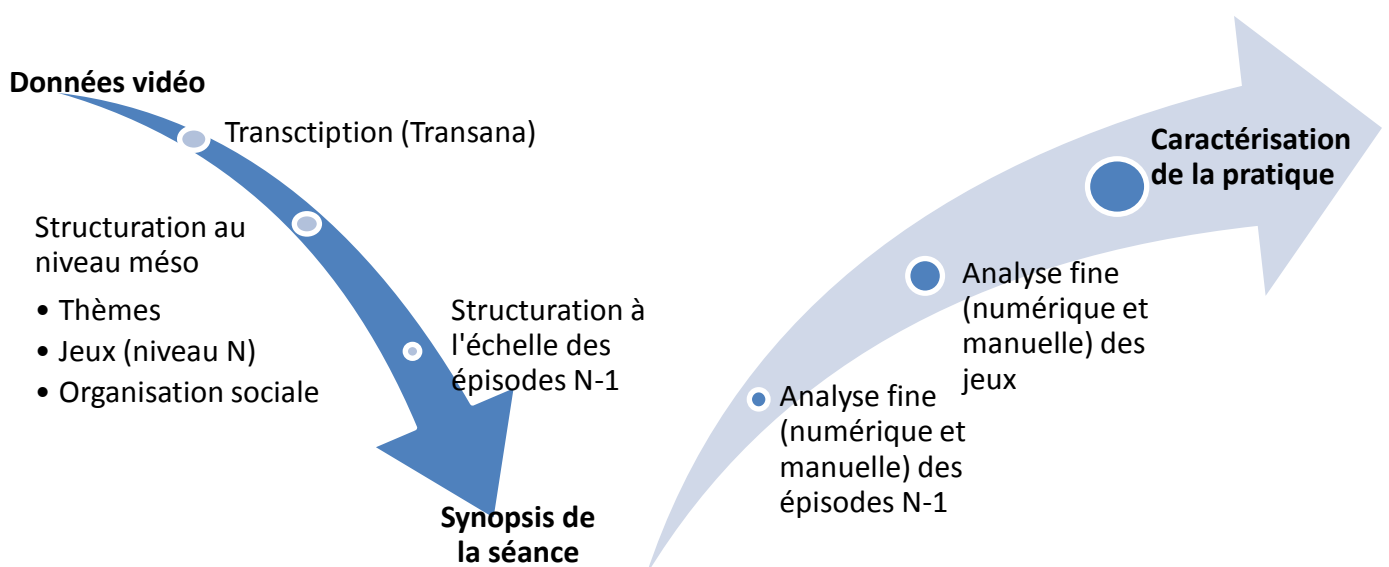 Données vidéo
Transctiption (Transana)
Structuration au
niveau méso
• Thèmes
• Jeux (niveau N)
• Organisation sociale
Structuration à
l'échelle des
épisodes N-1
Synopsis de
la séance
Analyse fine
(numérique et
manuelle) des
épisodes N-1
Analyse fine
(numérique et
manuelle) des
jeux
Caractérisation
de la pratique